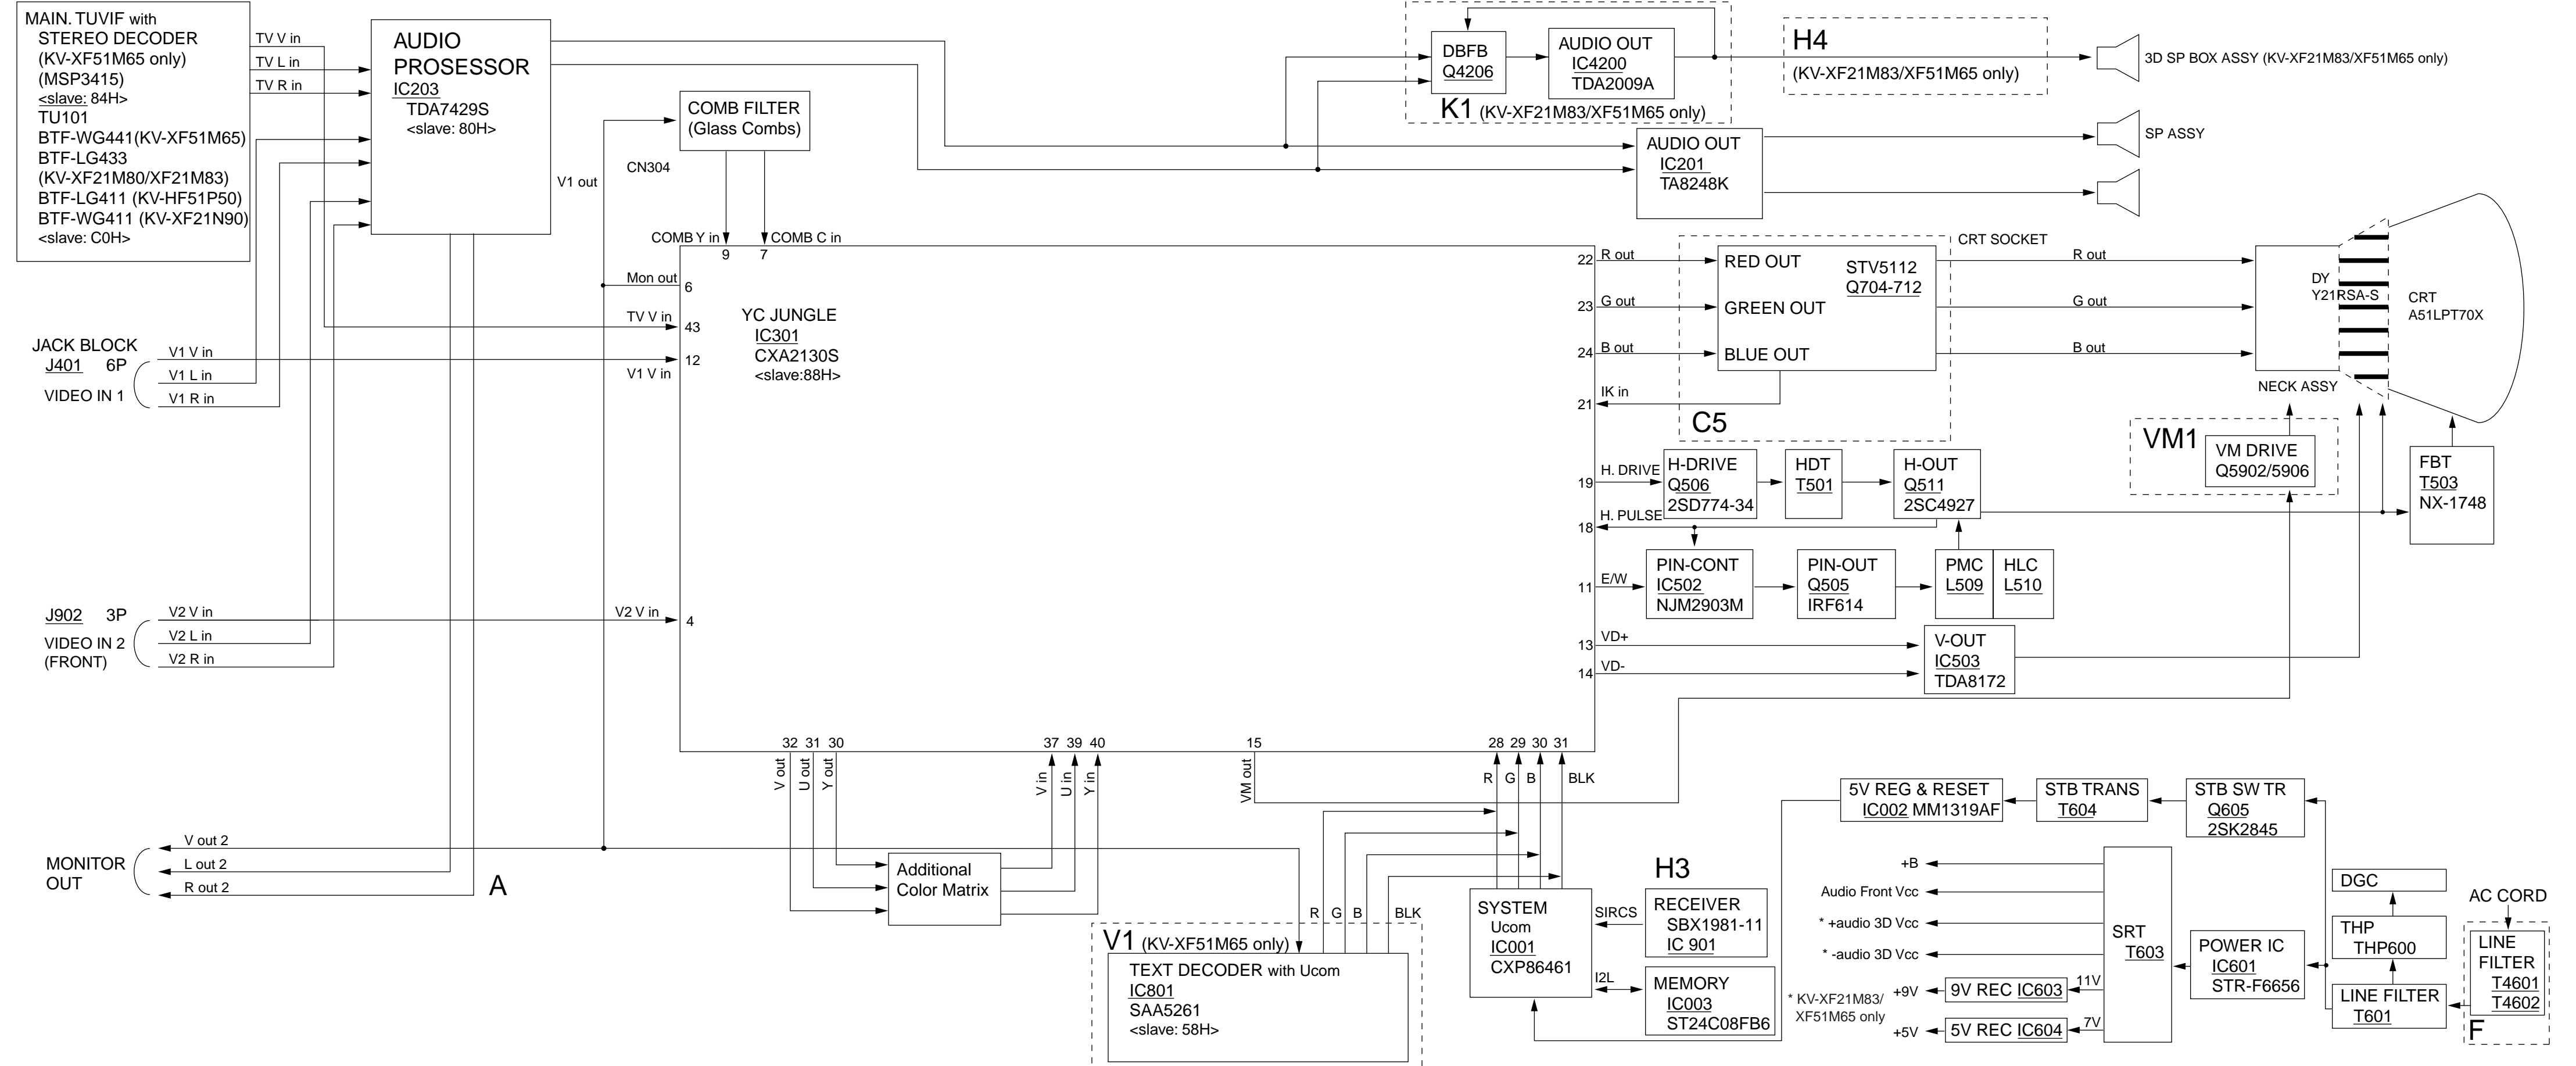 MAIN. TUVIF with
STEREO DECODER
(KV-XF51M65 only)
(MSP3415)
<slave: 84H>
TU101
BTF-WG441(KV-XF51M65)
BTF-LG433
(KV-XF21M80/XF21M83)
BTF-LG411 (KV-HF51P50)
BTF-WG411 (KV-XF21N90)
<slave: C0H>
TV V in
TV L in
TV R in
AUDIO
PROSESSOR
IC203
TDA7429S
<slave: 80H>
V1 out
COMB FILTER
(Glass Combs)
CN304
COMB Y in
COMB C in
9
7
DBFB
Q4206
AUDIO OUT
IC4200
TDA2009A
K1 (KV-XF21M83/XF51M65 only)
H4
(KV-XF21M83/XF51M65 only)
3D SP BOX ASSY (KV-XF21M83/XF51M65 only)
AUDIO OUT
IC201
TA8248K
SP ASSY
Mon out
6
TV V in
43
12
V1 V in
YC JUNGLE
IC301
CXA2130S
<slave:88H>
JACK BLOCK
J401 6P
VIDEO IN 1
V1 V in
V1 L in
V1 R in
22 R out
23 G out
24 B out
21 IK in
RED OUT
GREEN OUT
BLUE OUT
STV5112
Q704-712
C5
CRT SOCKET
R out
G out
B out
DY
Y21RSA-S
CRT
A51LPT70X
NECK ASSY
VM1
VM DRIVE
Q5902/5906
FBT
T503
NX-1748
19
H. DRIVE
H-DRIVE
Q506
2SD774-34
HDT
T501
H-OUT
Q511
2SC4927
18
H. PULSE
11
E/W
PIN-CONT
IC502
NJM2903M
PIN-OUT
Q505
IRF614
PMC
L509
HLC
L510
13 VD+
14 VD-
V-OUT
IC503
TDA8172
J902 3P
VIDEO IN 2
(FRONT)
V2 V in
V2 L in
V2 R in
V2 V in
4
32 31 30
V out
U out
Y out
37 39 40
V in
U in
Y in
15
VM out
28 29 30 31
R G B BLK
Additional
Color Matrix
MONITOR
OUT
V out 2
L out 2
R out 2
A
R G B BLK
V1 (KV-XF51M65 only)
TEXT DECODER with Ucom
IC801
SAA5261
<slave: 58H>
SYSTEM
Ucom
IC001
CXP86461
H3
SIRCS
RECEIVER
SBX1981-11
IC 901
I2L
MEMORY
IC003
ST24C08FB6
5V REG & RESET
IC002 MM1319AF
STB TRANS
T604
STB SW TR
Q605
2SK2845
+B
Audio Front Vcc
* +audio 3D Vcc
* -audio 3D Vcc
+9V
9V REC IC603
11V
* KV-XF21M83/
XF51M65 only
+5V
5V REC IC604
7V
SRT
T603
POWER IC
IC601
STR-F6656
DGC
THP
THP600
LINE FILTER
T601
AC CORD
LINE
FILTER
T4601
T4602
F